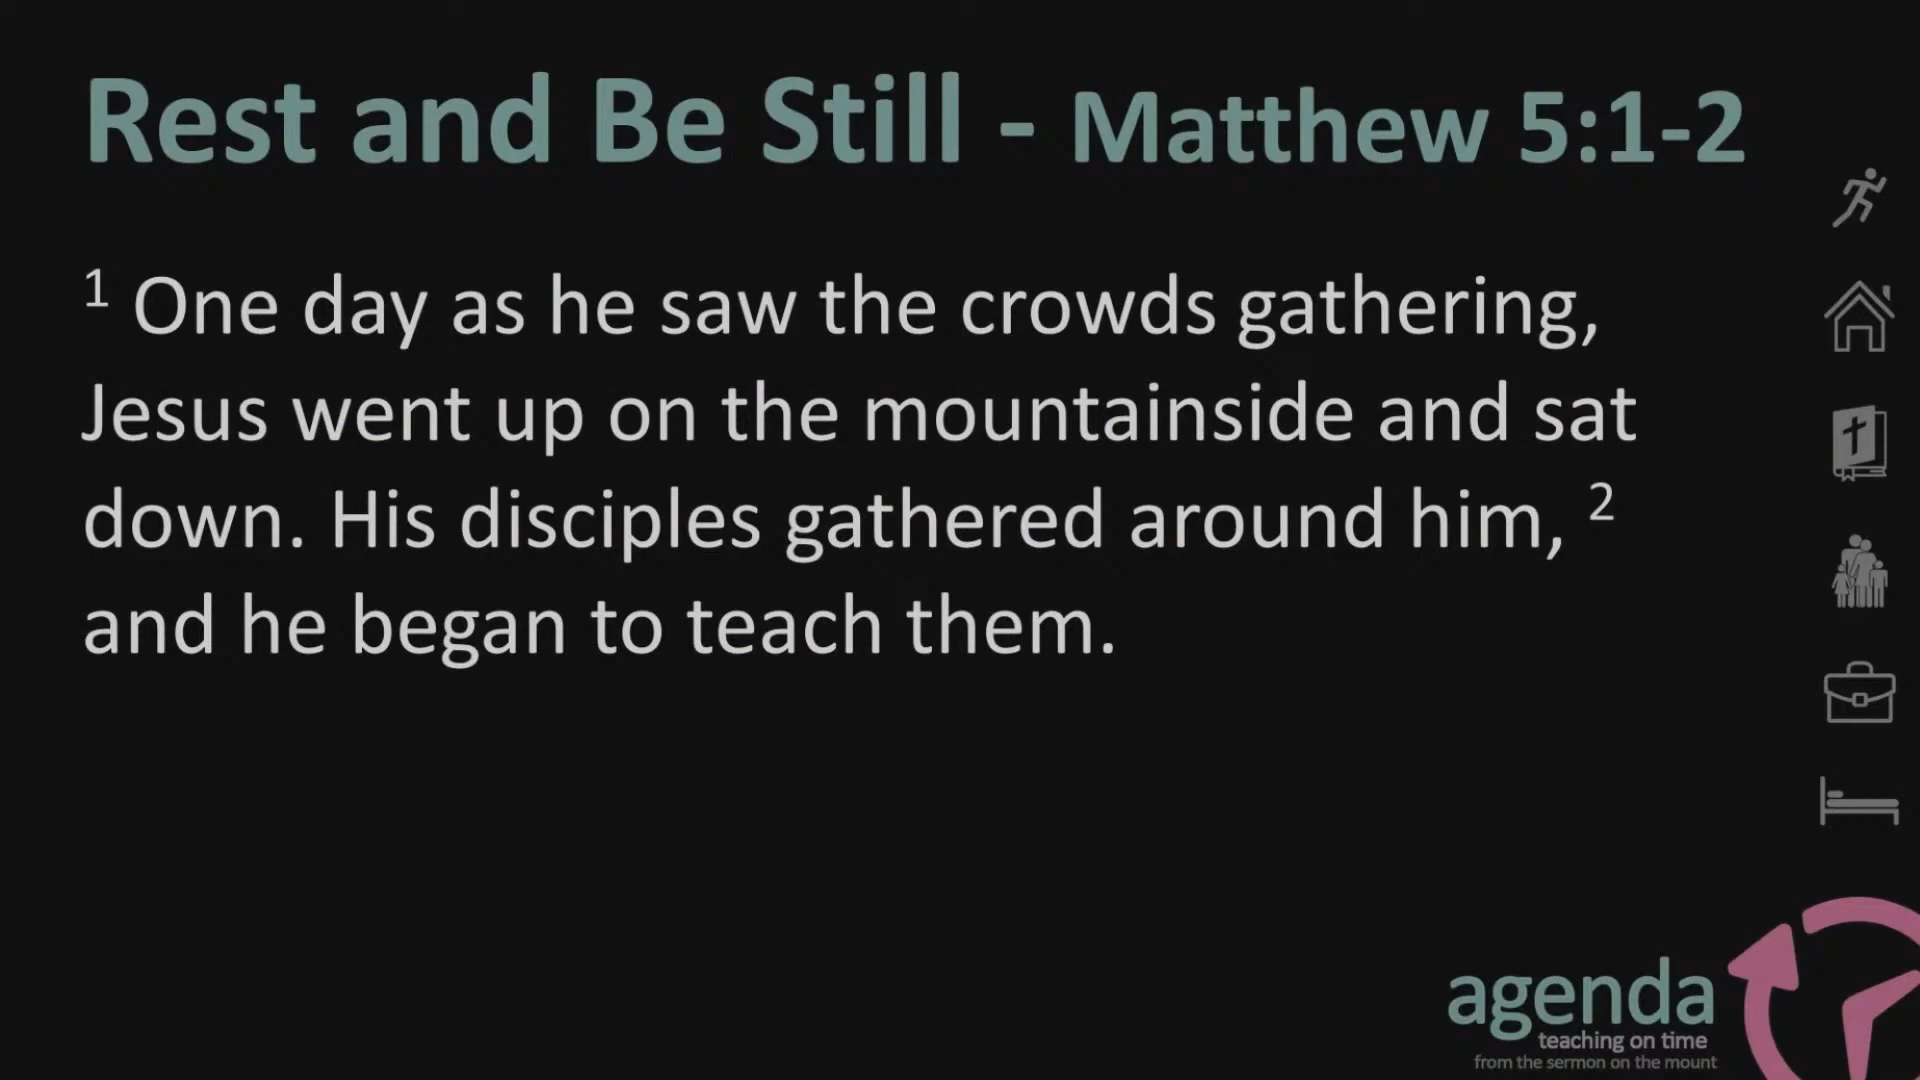 Rest and Be Still - Matthew 5:1-2
1 One day as he saw the crowds gathering,
Jesus went up on the mountainside and sat
down. His disciples gathered around him, 2
and he began to teach them.
agenda
teaching on time
from the sermon on the mount